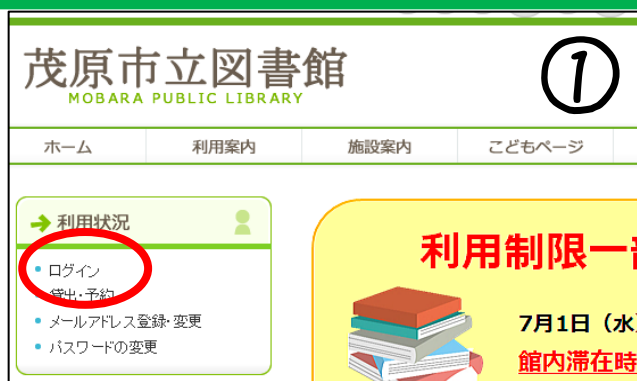 茂原市立図書館
MOBARA PUBLIC LIBRARY
①
ホーム 利用案内 施設案内 こどもページ
利用状況
ログイン
貸出・予約
メールアドレス登録・変更
パスワードの変更
利用制限一部
7月1日（水）
館内滞在時